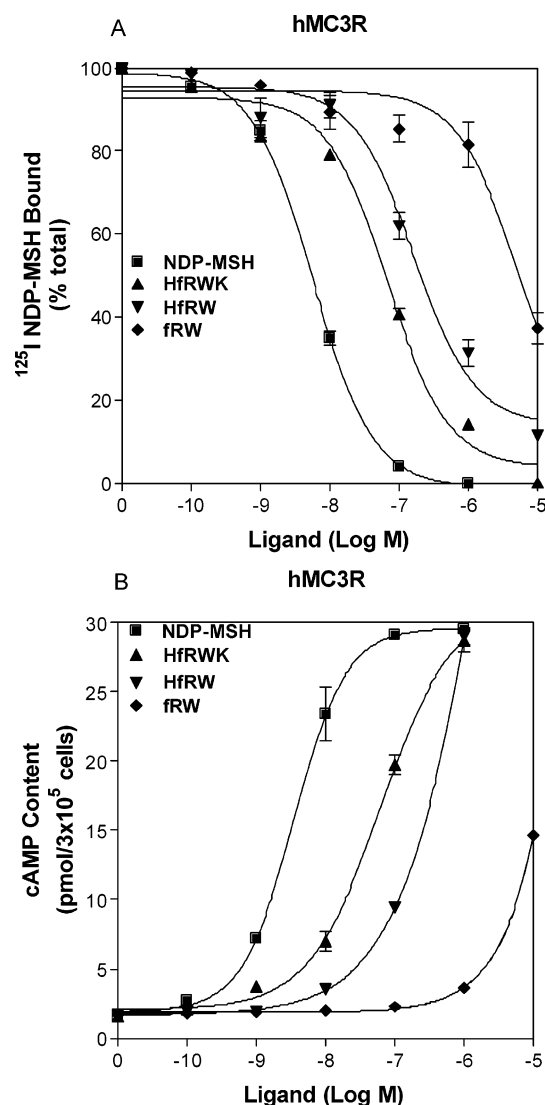 A
hMC3R
100
80
60
40
20
0
¹²⁵I NDP-MSH Bound
(% total)
NDP-MSH
HfRWK
HfRW
fRW
0 -10 -9 -8 -7 -6 -5
Ligand (Log M)
B
hMC3R
30
25
20
15
10
5
0
cAMP Content
(pmol/3x10⁵ cells)
NDP-MSH
HfRWK
HfRW
fRW
0 -10 -9 -8 -7 -6 -5
Ligand (Log M)